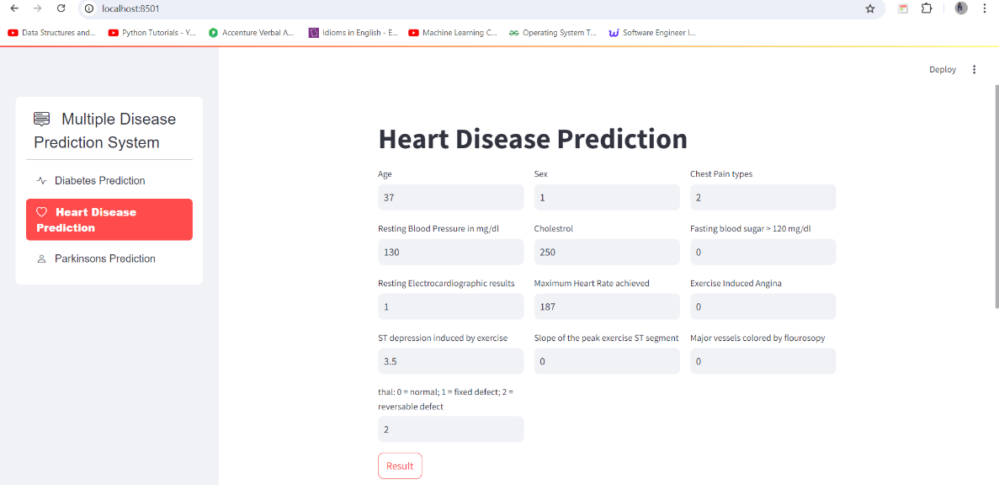 localhost:8501
Data Structures and...
Python Tutorials - Y...
Accenture Verbal A...
Idioms in English - E...
Machine Learning C...
Operating System T...
Software Engineer I...
Deploy
Multiple Disease
Prediction System
Diabetes Prediction
Heart Disease
Prediction
Parkinsons Prediction
Heart Disease Prediction
Age
Sex
Chest Pain types
37
1
2
Resting Blood Pressure in mg/dl
Cholestrol
Fasting blood sugar > 120 mg/dl
130
250
0
Resting Electrocardiographic results
Maximum Heart Rate achieved
Exercise Induced Angina
1
187
0
ST depression induced by exercise
Slope of the peak exercise ST segment
Major vessels colored by flourosopy
3.5
0
0
thal: 0 = normal; 1 = fixed defect; 2 =
reversable defect
2
Result